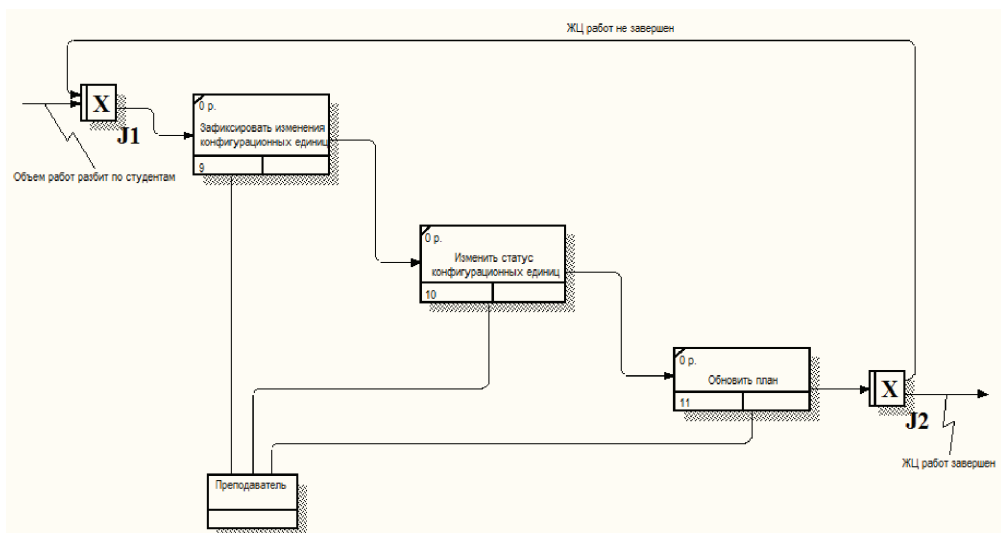 ЖЦ работ не завершен
X
J1
Объем работ разбит по студентам
0 р.
Зафиксировать изменения
конфигурационных единиц
9
0 р.
Изменить статус
конфигурационных единиц
10
0 р.
Обновить план
11
X
J2
ЖЦ работ завершен
Преподаватель